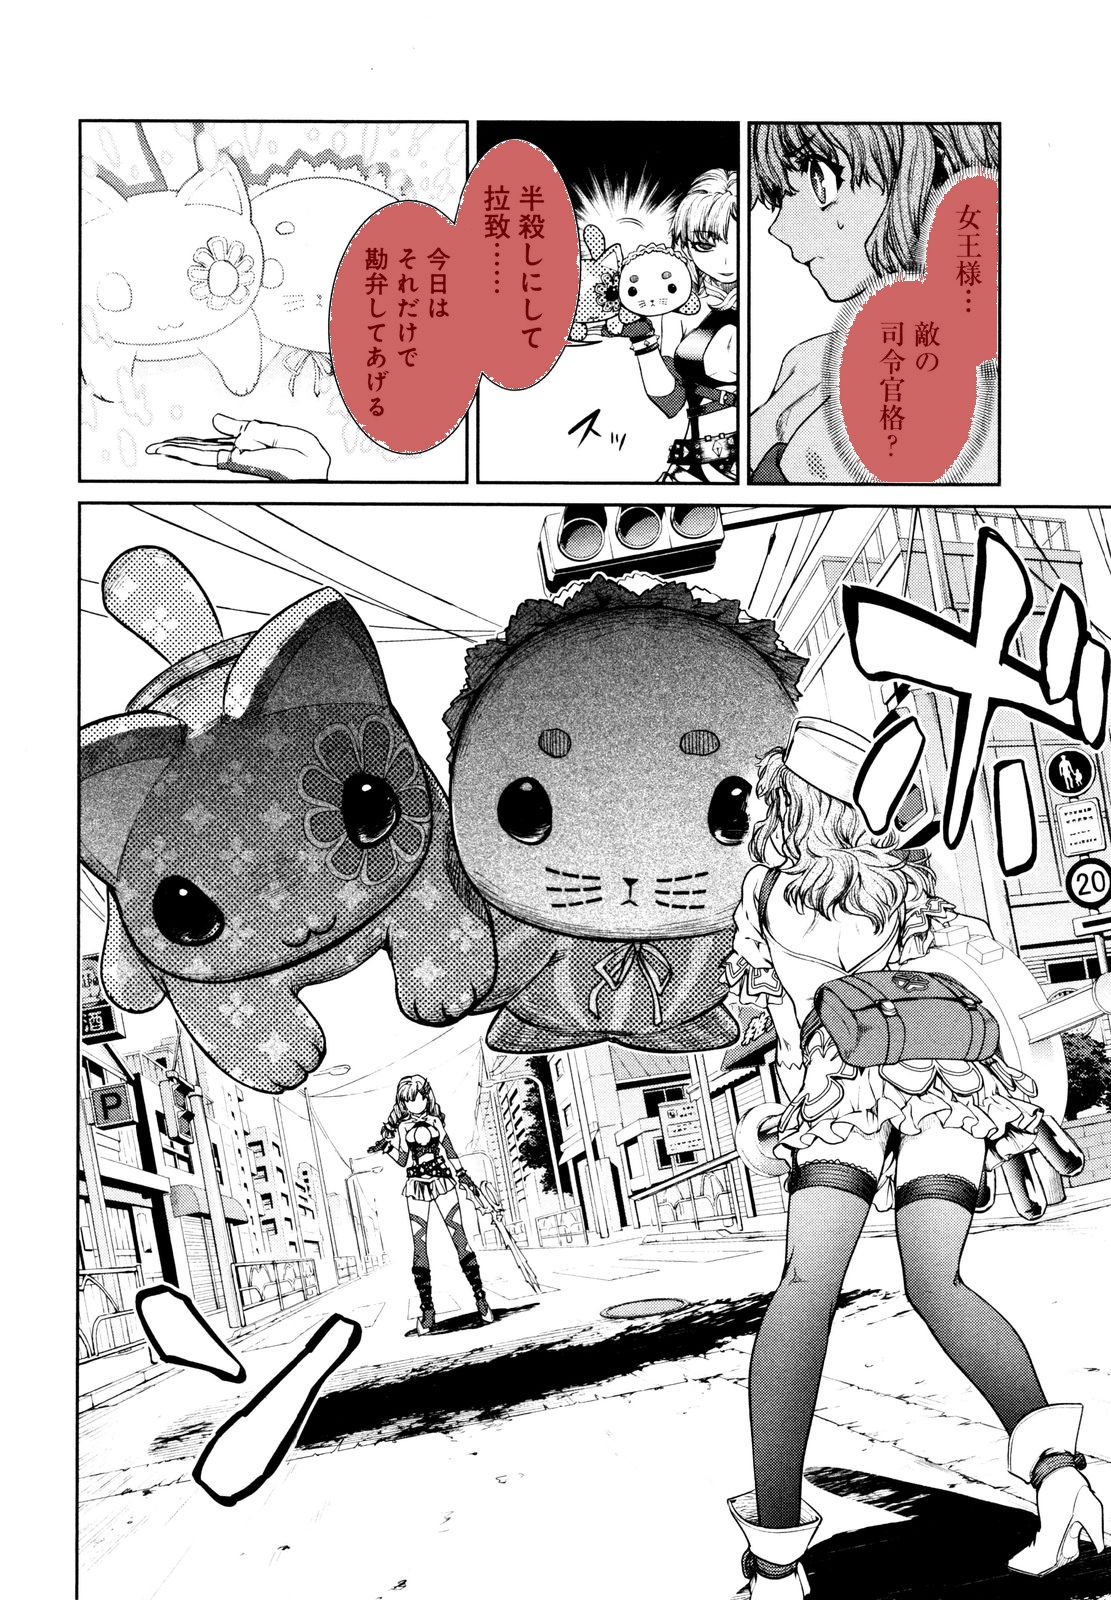 女王様…
敵の
司令官格?
半殺しにして
拉致……
今日は
それだけで
勘弁してあげる
スッ
ズン
酒
P
20